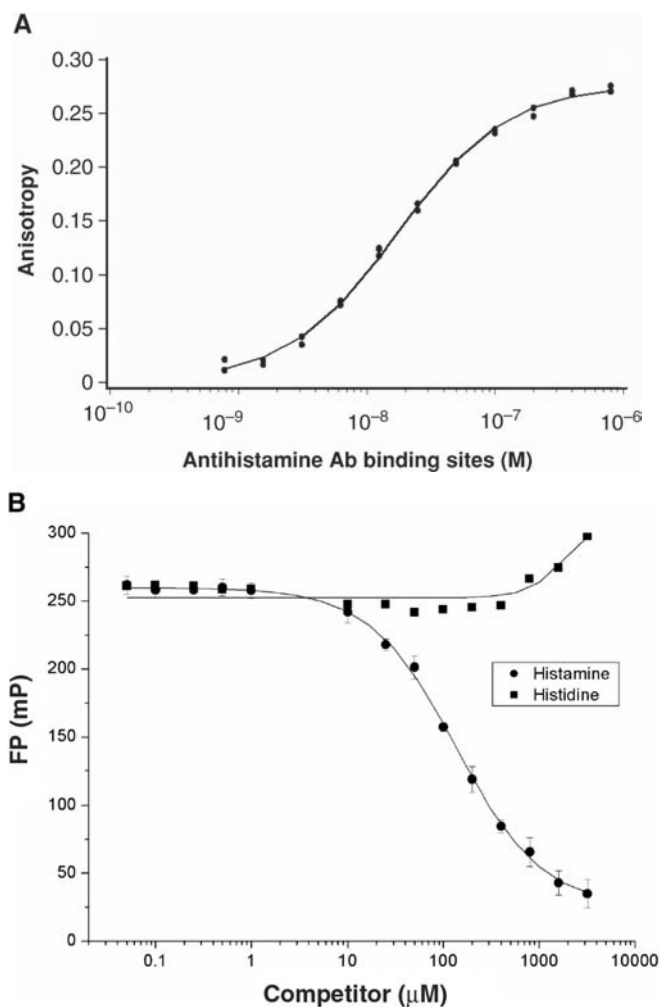 A
0.30
0.25
0.20
0.15
0.10
0.05
0
Anisotropy
10⁻¹⁰ 10⁻⁹ 10⁻⁸ 10⁻⁷ 10⁻⁶
Antihistamine Ab binding sites (M)
B
300
250
200
150
100
50
0
FP (mP)
Histamine
Histidine
0.1 1 10 100 1000 10000
Competitor (μM)